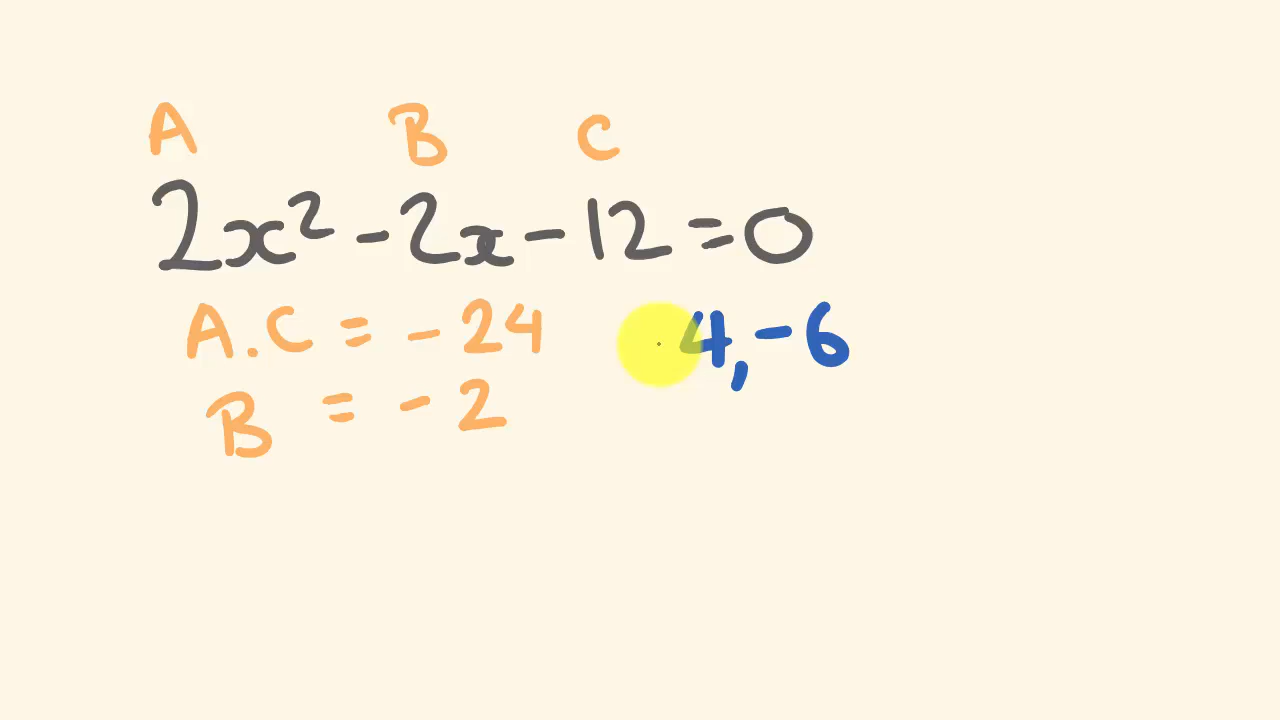 A B C
2x² - 2x - 12 = 0
A.C = - 24 4, - 6
B = - 2